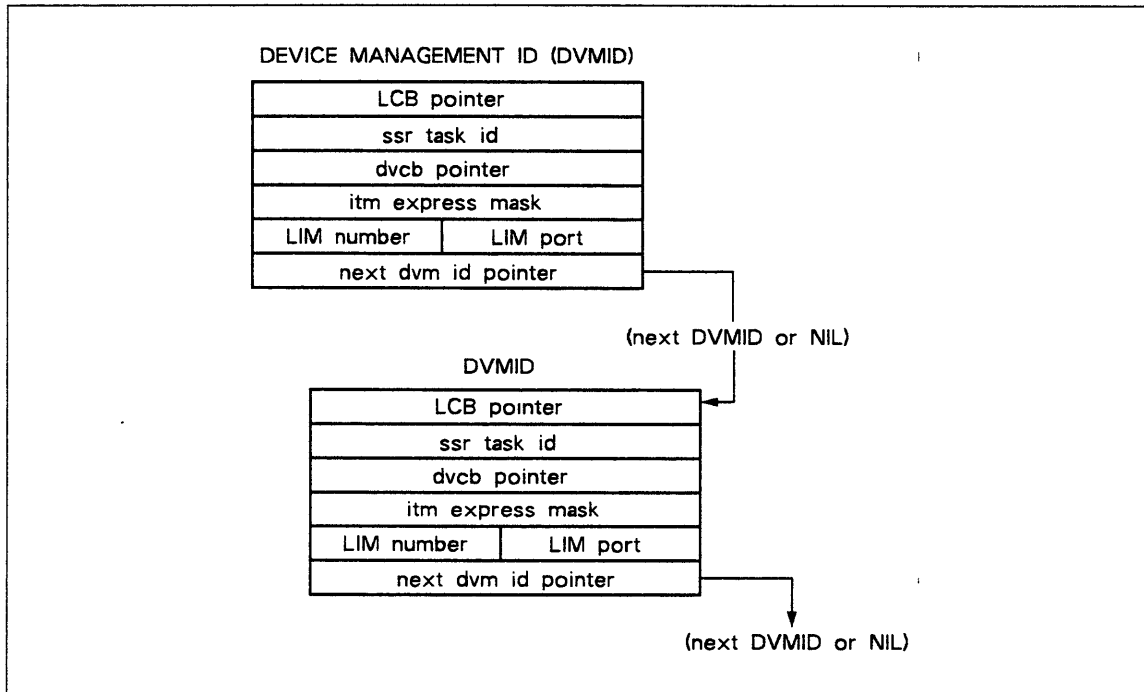 DEVICE MANAGEMENT ID (DVMID)
LCB pointer
ssr task id
dvcb pointer
itm express mask
LIM number LIM port
next dvm id pointer
(next DVMID or NIL)
DVMID
LCB pointer
ssr task id
dvcb pointer
itm express mask
LIM number LIM port
next dvm id pointer
(next DVMID or NIL)